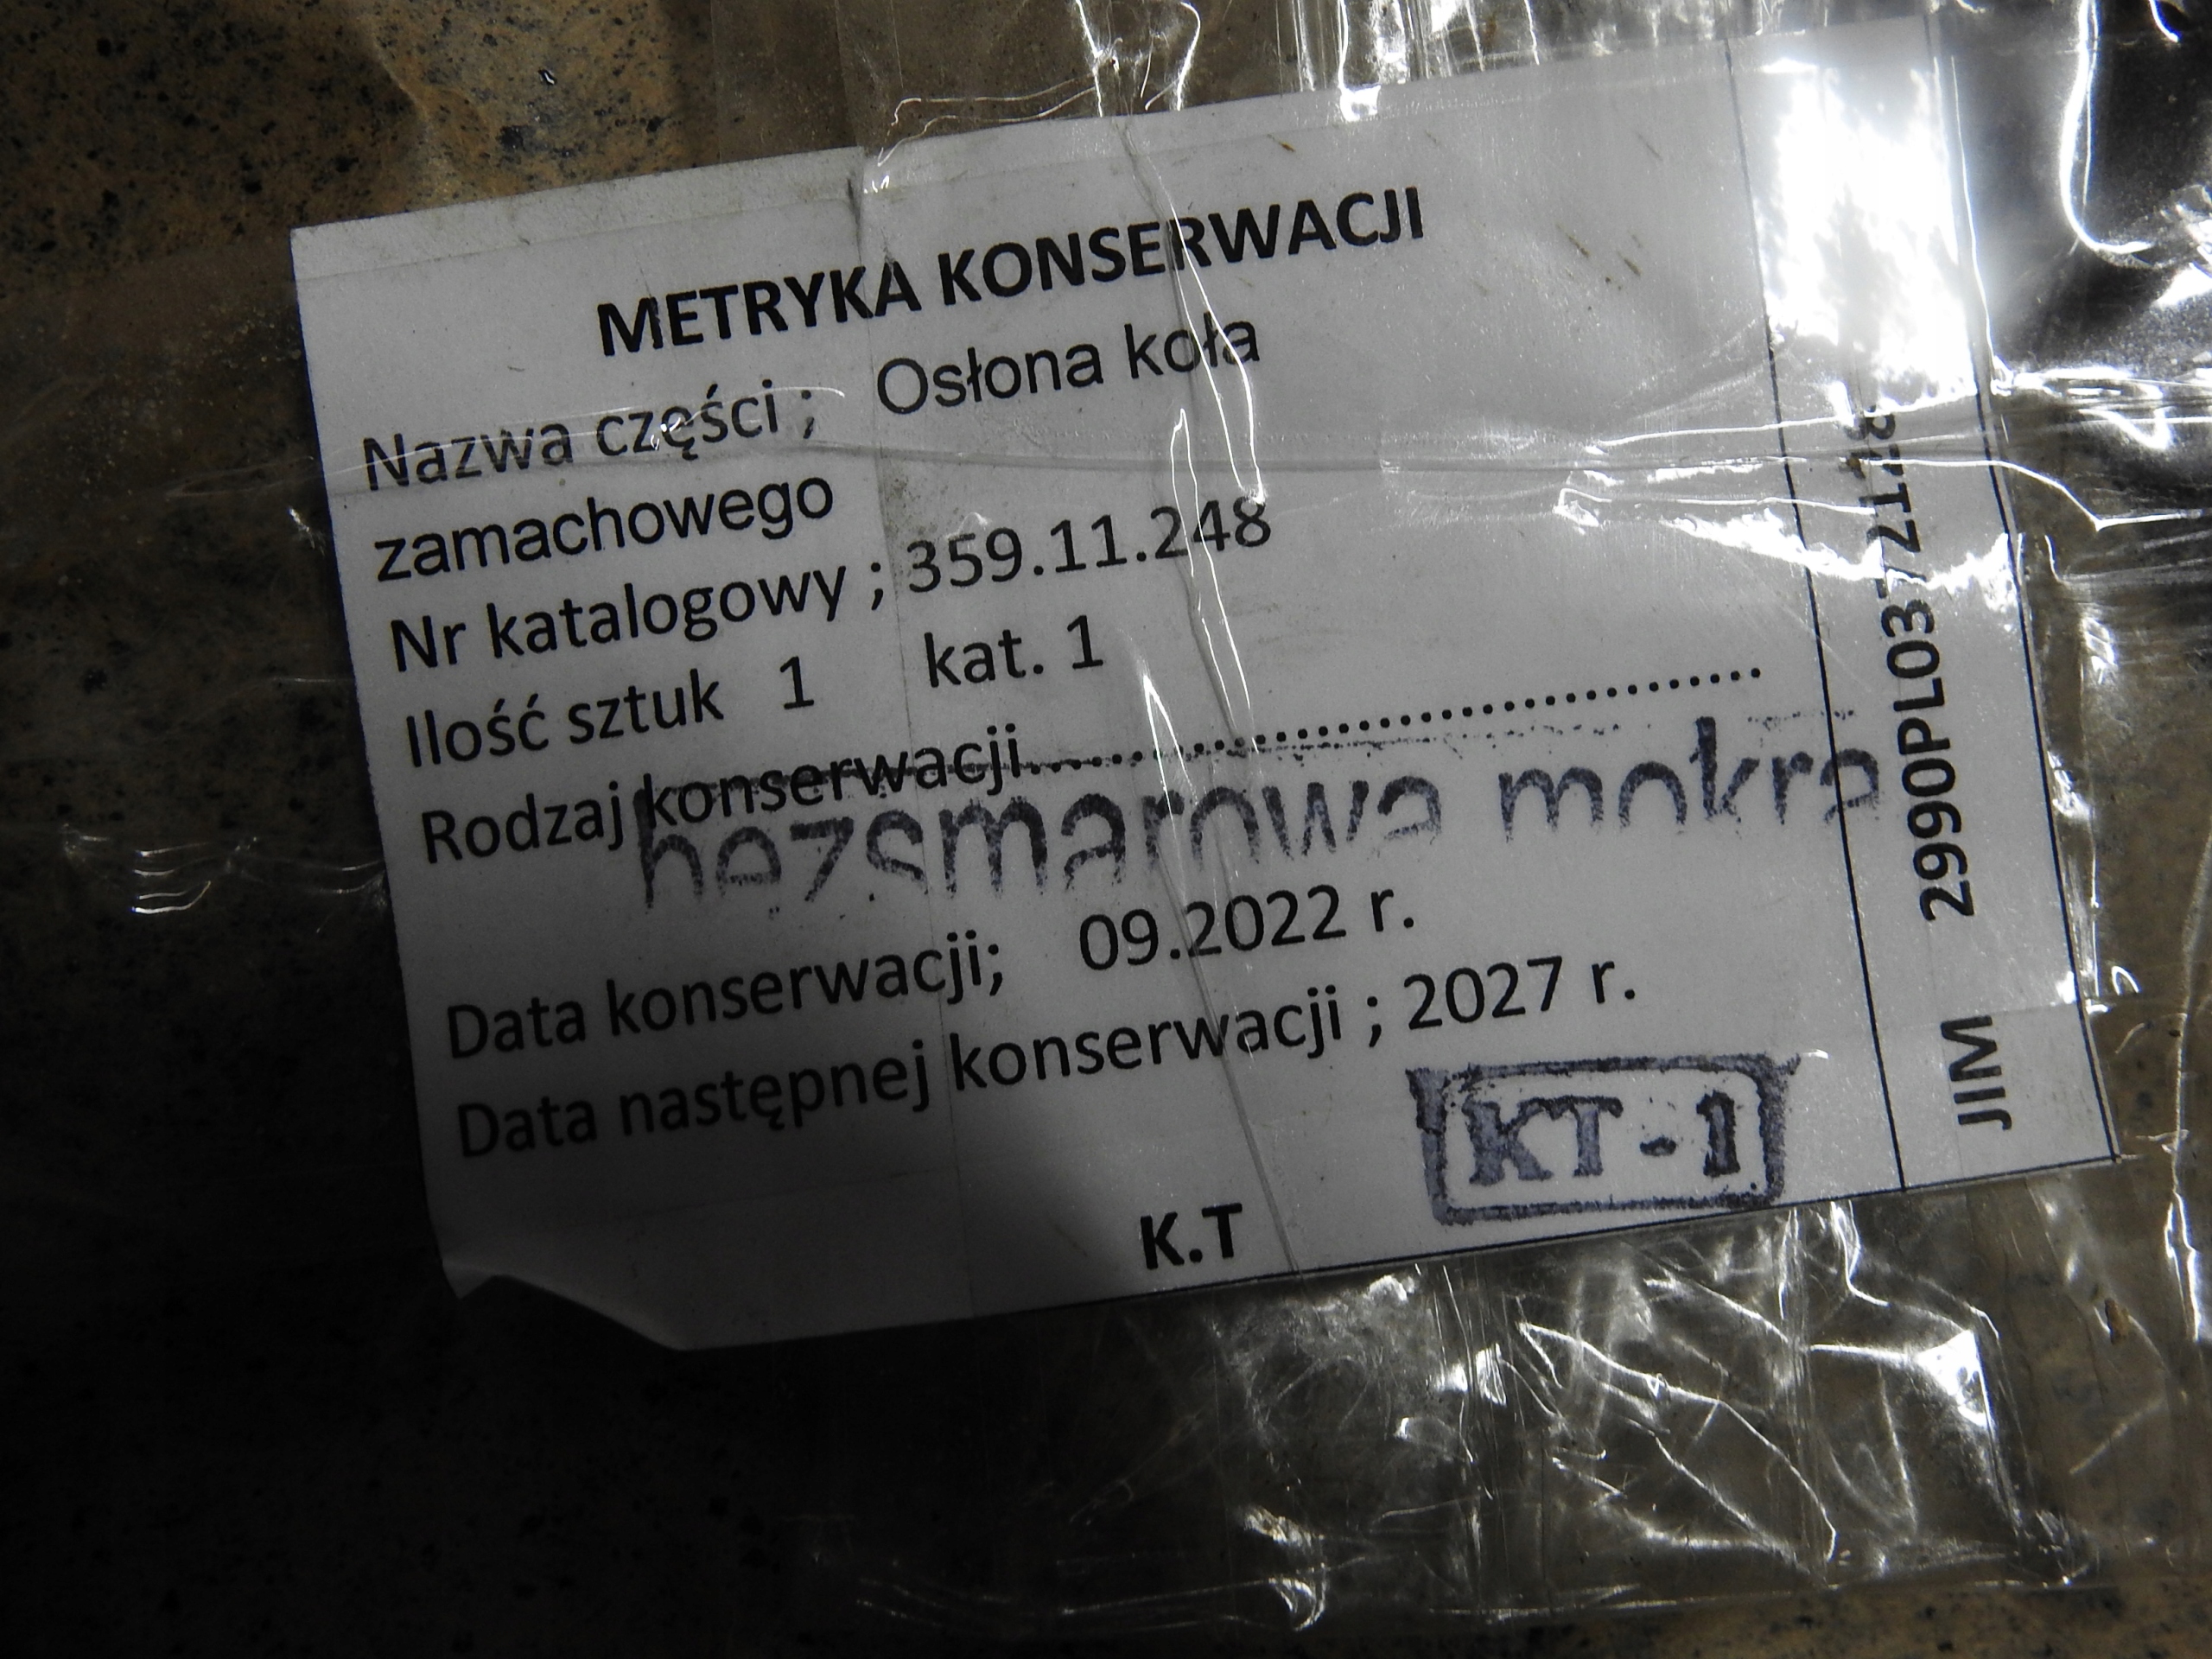 METRYKA KONSERWACJI
Nazwa części ; Osłona koła
zamachowego
Nr katalogowy ; 359.11.248
Ilość sztuk 1 kat. 1
Rodzaj konserwacji..............................
bezsmarowa mokra
Data konserwacji; 09.2022 r.
Data następnej konserwacji ; 2027 r.
KT-1
K.T
JIM